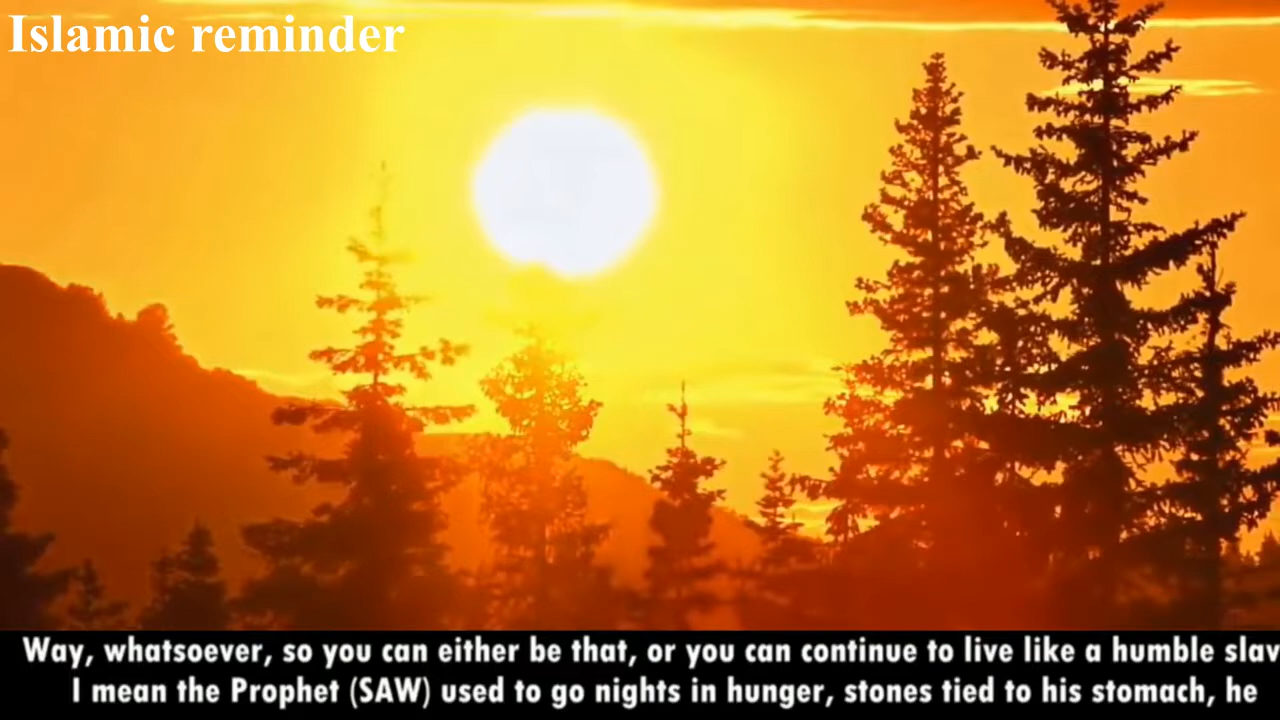 Islamic reminder
Way, whatsoever, so you can either be that, or you can continue to live like a humble slav
I mean the Prophet (SAW) used to go nights in hunger, stones tied to his stomach, he